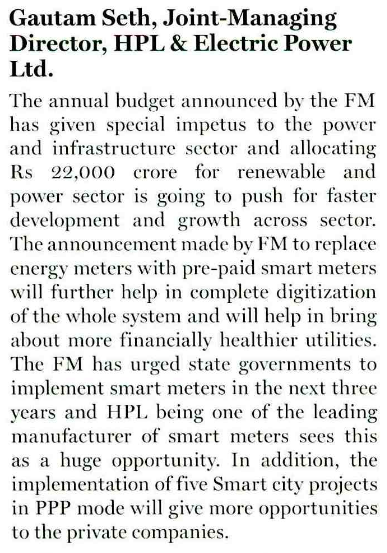 Gautam Seth, Joint-Managing
Director, HPL & Electric Power
Ltd.
The annual budget announced by the FM
has given special impetus to the power
and infrastructure sector and allocating
Rs 22,000 crore for renewable and
power sector is going to push for faster
development and growth across sector.
The announcement made by FM to replace
energy meters with pre-paid smart meters
will further help in complete digitization
of the whole system and will help in bring
about more financially healthier utilities.
The FM has urged state governments to
implement smart meters in the next three
years and HPL being one of the leading
manufacturer of smart meters sees this
as a huge opportunity. In addition, the
implementation of five Smart city projects
in PPP mode will give more opportunities
to the private companies.